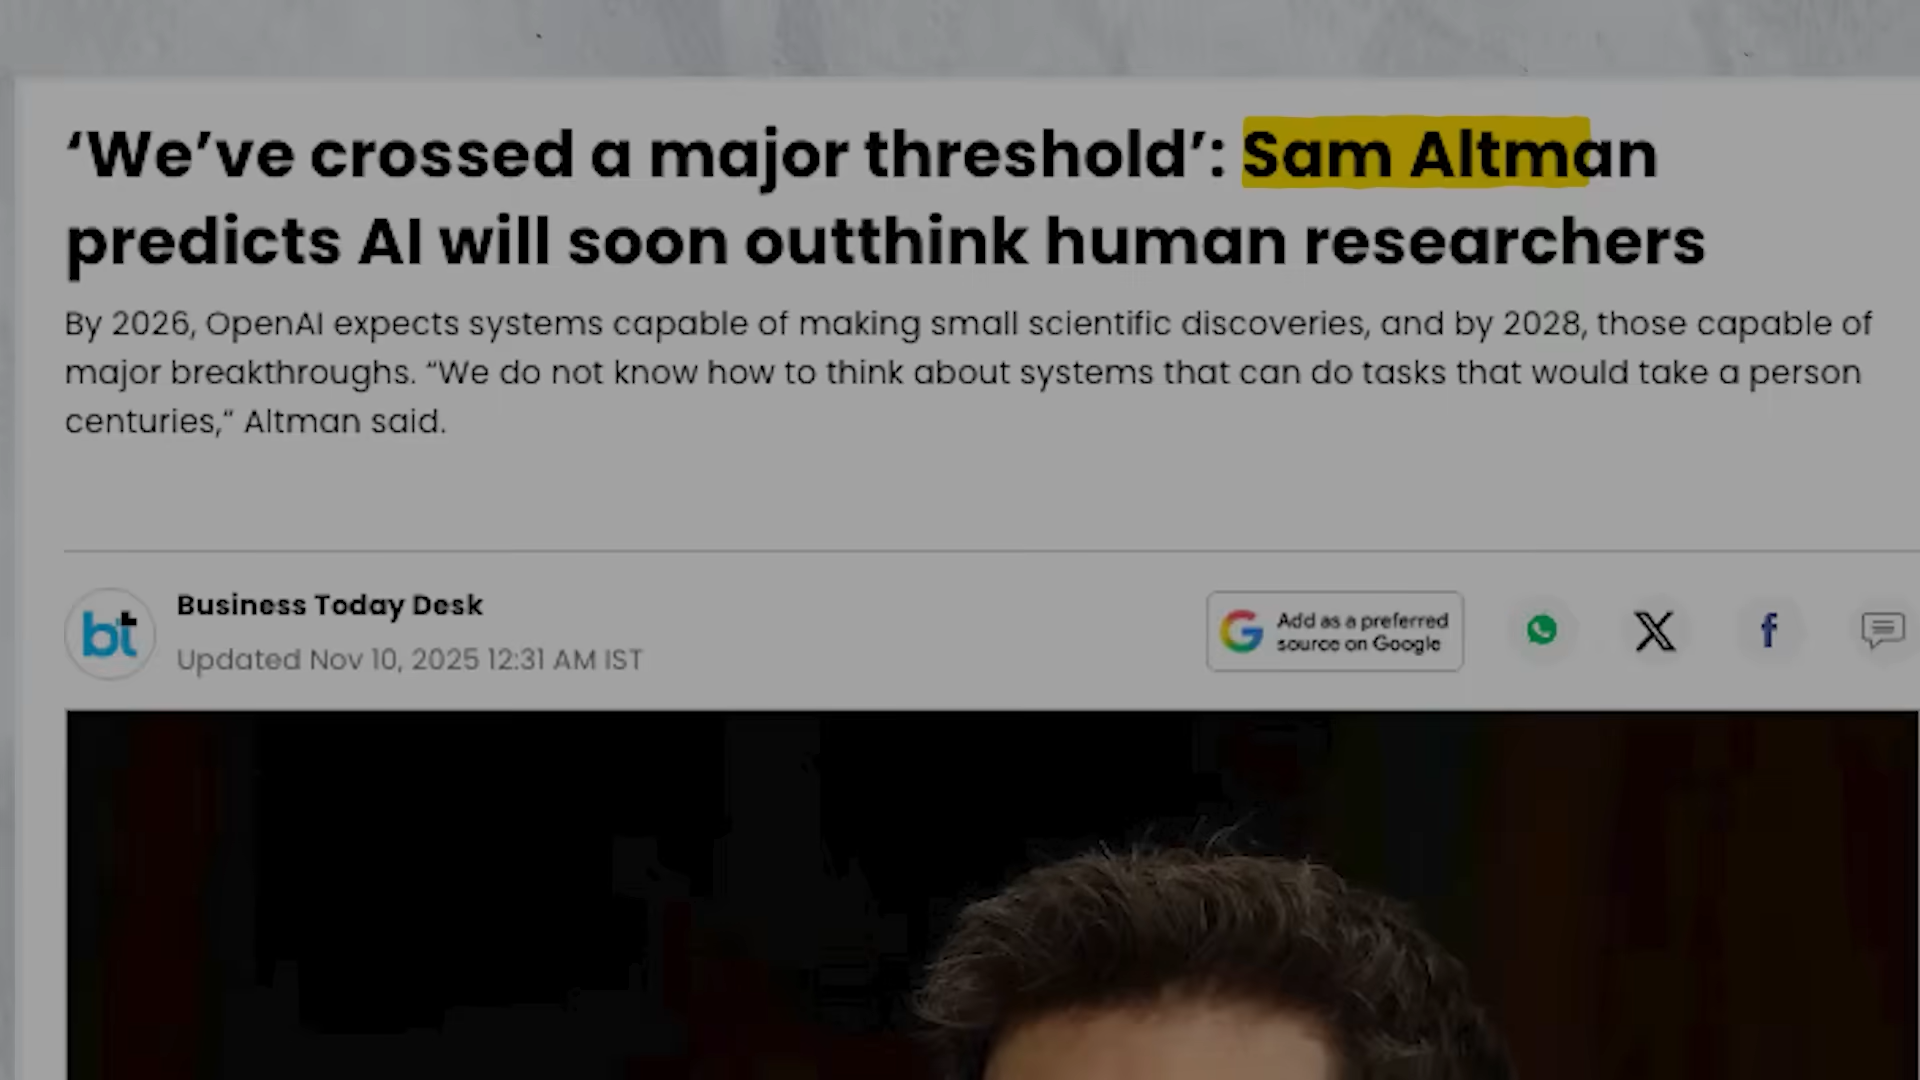 ‘We’ve crossed a major threshold’: Sam Altman
predicts AI will soon outthink human researchers
By 2026, OpenAI expects systems capable of making small scientific discoveries, and by 2028, those capable of
major breakthroughs. “We do not know how to think about systems that can do tasks that would take a person
centuries,” Altman said.
bt
Business Today Desk
Updated Nov 10, 2025 12:31 AM IST
G
Add as a preferred
source on Google
X
f